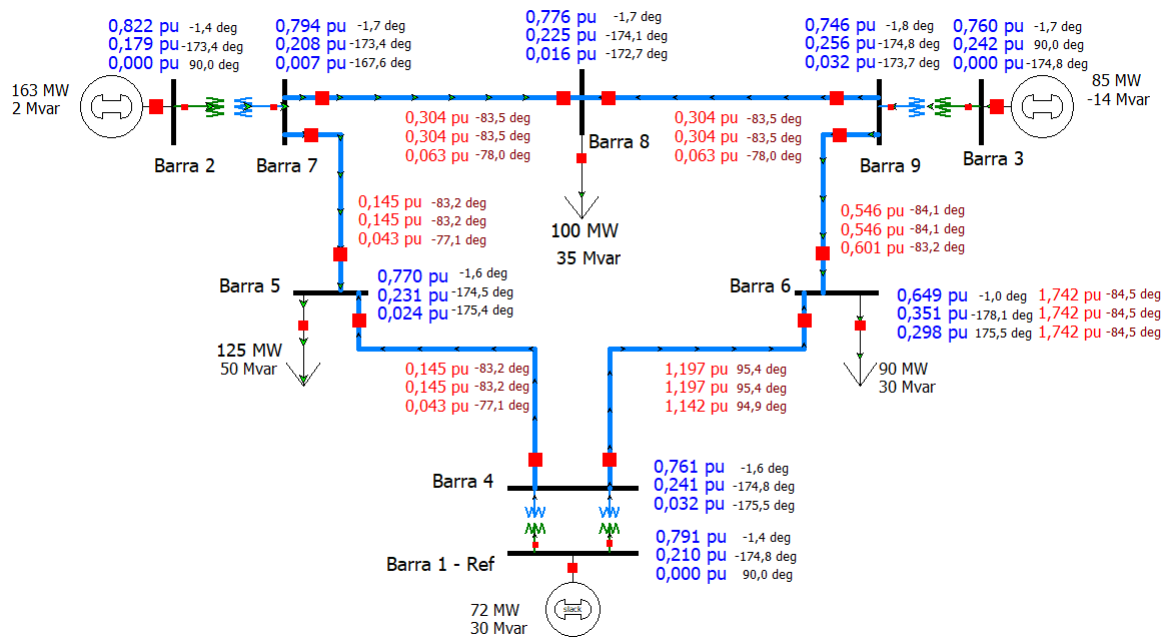 0,822 pu -1,4 deg
0,179 pu -173,4 deg
0,000 pu 90,0 deg
0,794 pu -1,7 deg
0,208 pu -173,4 deg
0,007 pu -167,6 deg
0,776 pu -1,7 deg
0,225 pu -174,1 deg
0,016 pu -172,7 deg
0,746 pu -1,8 deg
0,256 pu -174,8 deg
0,032 pu -173,7 deg
0,760 pu -1,7 deg
0,242 pu 90,0 deg
0,000 pu -174,8 deg
163 MW
2 Mvar
85 MW
-14 Mvar
Barra 2
Barra 7
Barra 8
Barra 9
Barra 3
0,304 pu -83,5 deg
0,304 pu -83,5 deg
0,063 pu -78,0 deg
0,304 pu -83,5 deg
0,304 pu -83,5 deg
0,063 pu -78,0 deg
100 MW
35 Mvar
0,145 pu -83,2 deg
0,145 pu -83,2 deg
0,043 pu -77,1 deg
0,546 pu -84,1 deg
0,546 pu -84,1 deg
0,601 pu -83,2 deg
Barra 5
0,770 pu -1,6 deg
0,231 pu -174,5 deg
0,024 pu -175,4 deg
Barra 6
0,649 pu -1,0 deg 1,742 pu -84,5 deg
0,351 pu -178,1 deg 1,742 pu -84,5 deg
0,298 pu 175,5 deg 1,742 pu -84,5 deg
125 MW
50 Mvar
90 MW
30 Mvar
0,145 pu -83,2 deg
0,145 pu -83,2 deg
0,043 pu -77,1 deg
1,197 pu 95,4 deg
1,197 pu 95,4 deg
1,142 pu 94,9 deg
Barra 4
0,761 pu -1,6 deg
0,241 pu -174,8 deg
0,032 pu -175,5 deg
Barra 1 - Ref
0,791 pu -1,4 deg
0,210 pu -174,8 deg
0,000 pu 90,0 deg
72 MW
30 Mvar
slack